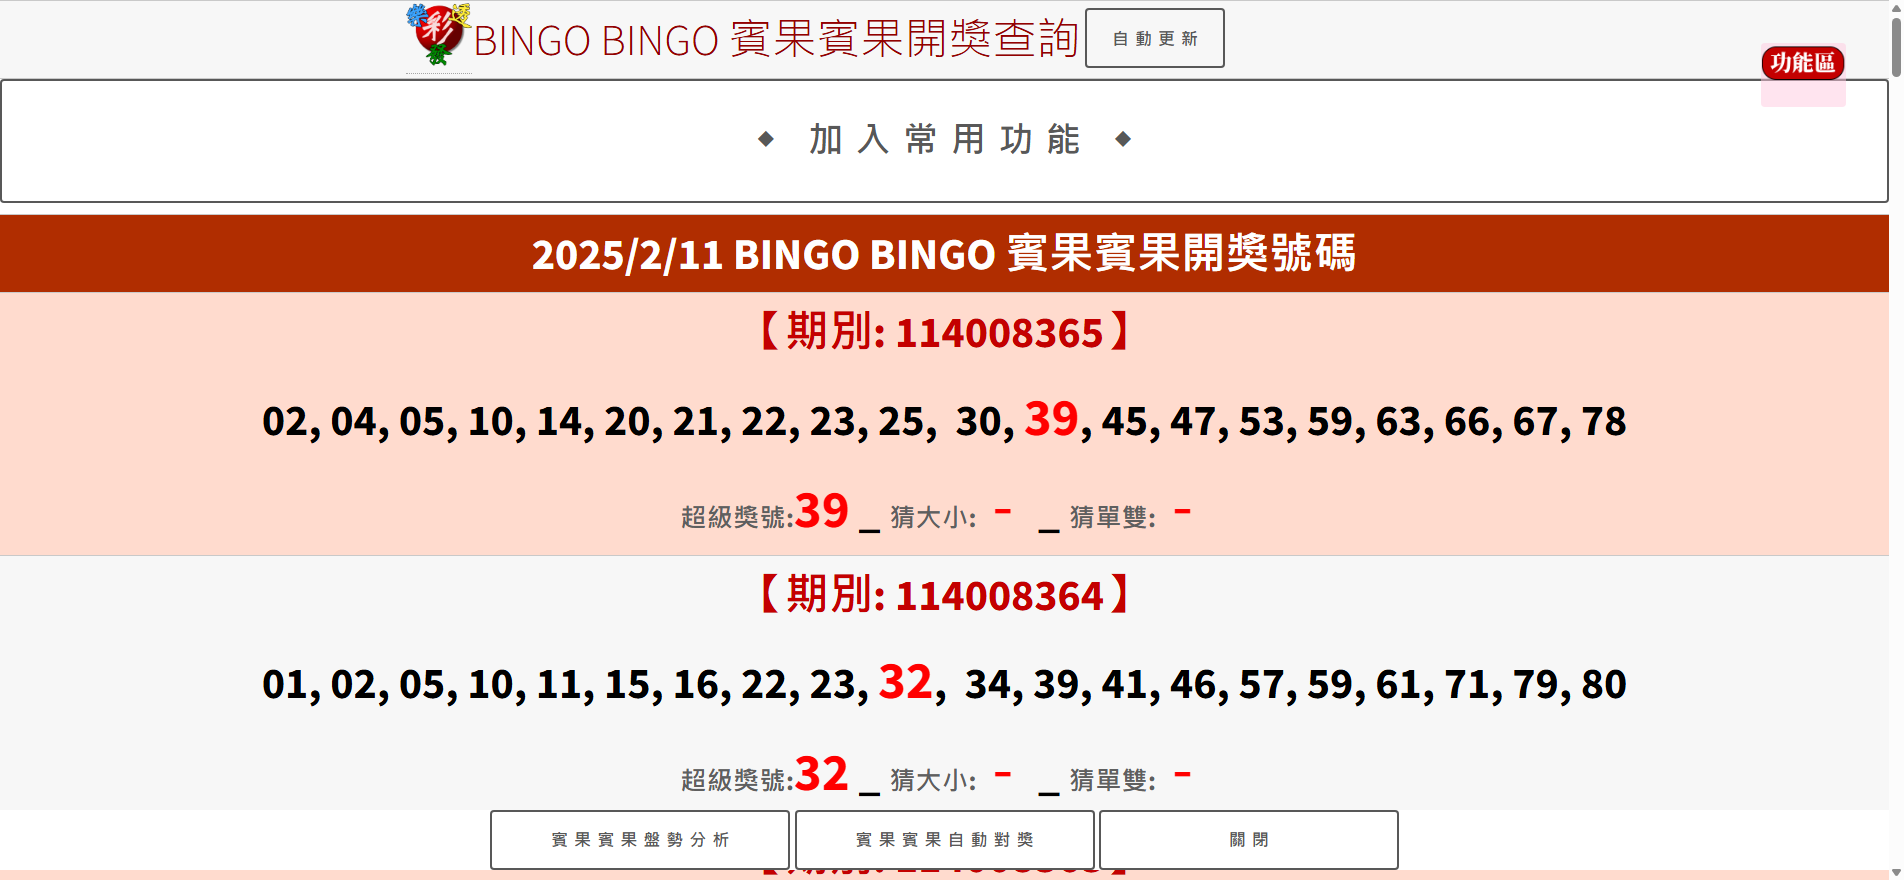 樂彩達發
BINGO BINGO 賓果賓果開獎查詢 自動更新
功能區
◆ 加入常用功能 ◆
2025/2/11 BINGO BINGO 賓果賓果開獎號碼
【期別: 114008365】
02, 04, 05, 10, 14, 20, 21, 22, 23, 25, 30, 39, 45, 47, 53, 59, 63, 66, 67, 78
超級獎號:39 _ 猜大小: － _ 猜單雙: －
【期別: 114008364】
01, 02, 05, 10, 11, 15, 16, 22, 23, 32, 34, 39, 41, 46, 57, 59, 61, 71, 79, 80
超級獎號:32 _ 猜大小: － _ 猜單雙: －
賓果賓果盤勢分析 賓果賓果自動對獎 關閉